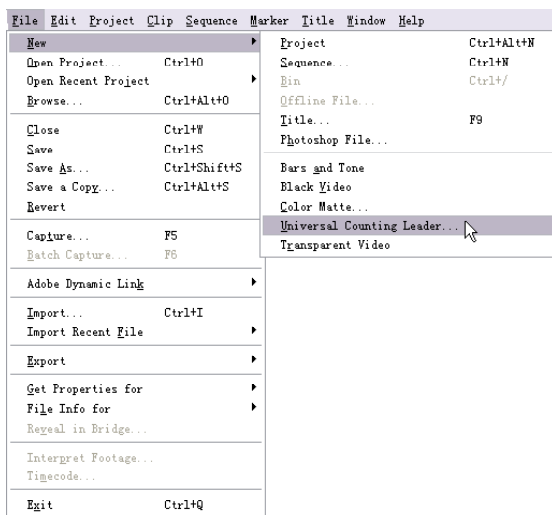 File Edit Project Clip Sequence Marker Title Window Help
New
Open Project... Ctrl+O
Open Recent Project
Browse... Ctrl+Alt+O
Close Ctrl+W
Save Ctrl+S
Save As... Ctrl+Shift+S
Save a Copy... Ctrl+Alt+S
Revert
Capture... F5
Batch Capture... F6
Adobe Dynamic Link
Import... Ctrl+I
Import Recent File
Export
Get Properties for
File Info for
Reveal in Bridge...
Interpret Footage...
Timecode...
Exit Ctrl+Q
Project Ctrl+Alt+N
Sequence... Ctrl+N
Bin Ctrl+/
Offline File...
Title... F9
Photoshop File...
Bars and Tone
Black Video
Color Matte...
Universal Counting Leader...
Transparent Video